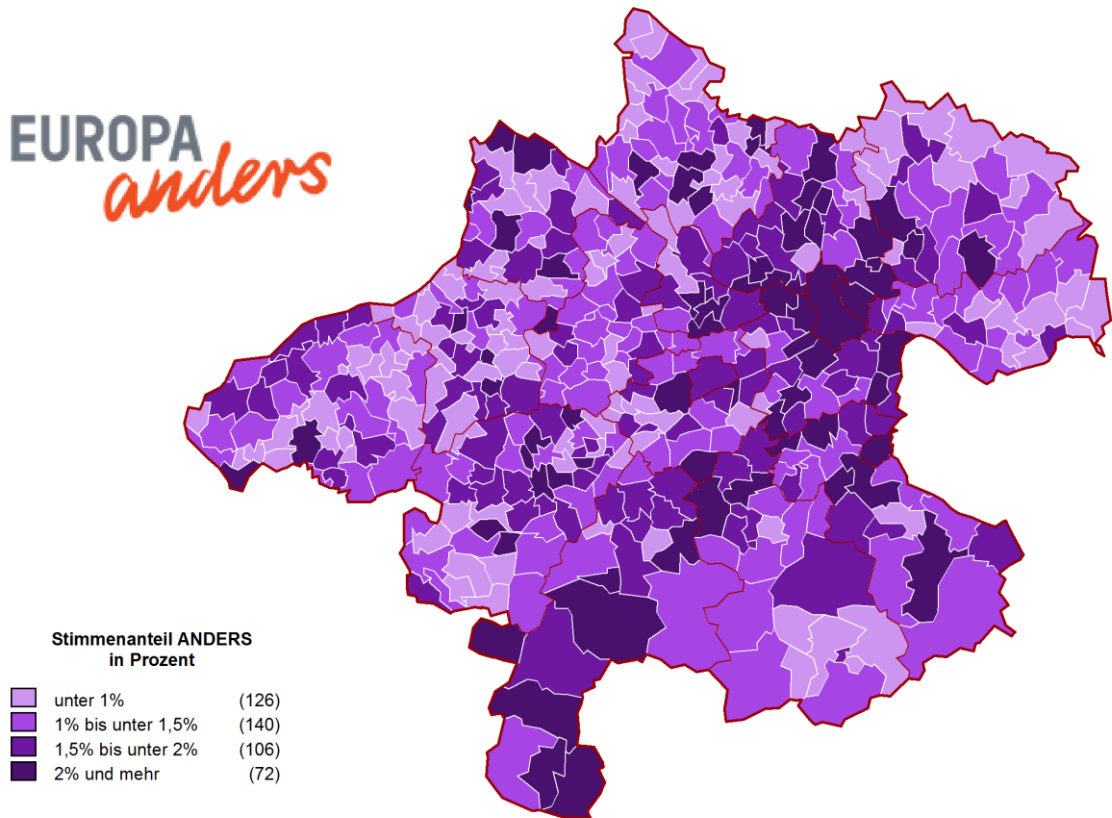 EUROPA
anders
Stimmenanteil ANDERS
in Prozent
unter 1% (126)
1% bis unter 1,5% (140)
1,5% bis unter 2% (106)
2% und mehr (72)